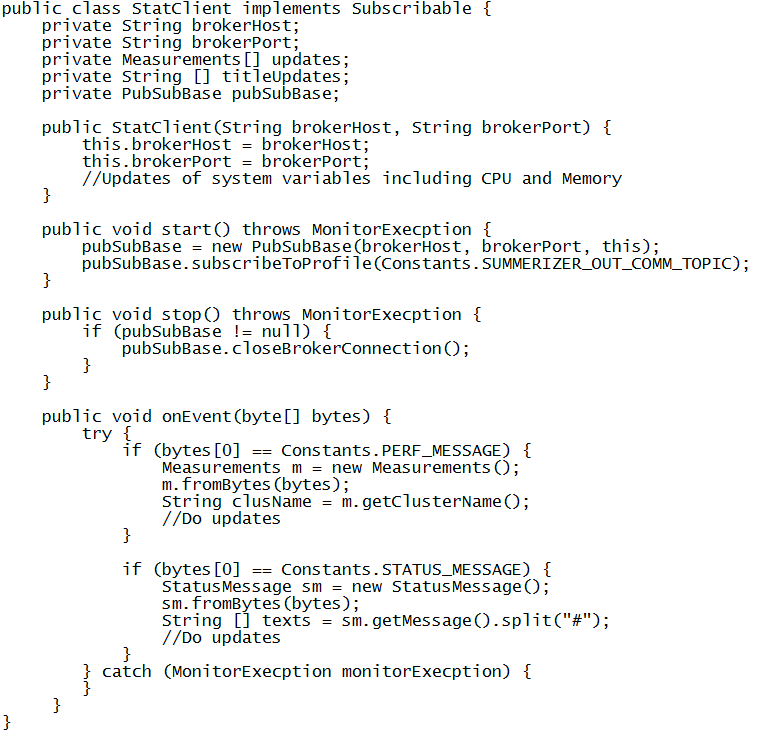 public class StatClient implements Subscribable {
    private String brokerHost;
    private String brokerPort;
    private Measurements[] updates;
    private String [] titleUpdates;
    private PubSubBase pubSubBase;

    public StatClient(String brokerHost, String brokerPort) {
        this.brokerHost = brokerHost;
        this.brokerPort = brokerPort;
        //Updates of system variables including CPU and Memory
    }

    public void start() throws MonitorExecption {
        pubSubBase = new PubSubBase(brokerHost, brokerPort, this);
        pubSubBase.subscribeToProfile(Constants.SUMMERIZER_OUT_COMM_TOPIC);
    }

    public void stop() throws MonitorExecption {
        if (pubSubBase != null) {
            pubSubBase.closeBrokerConnection();
        }
    }

    public void onEvent(byte[] bytes) {
        try {
            if (bytes[0] == Constants.PERF_MESSAGE) {
                Measurements m = new Measurements();
                m.fromBytes(bytes);
                String clusName = m.getClusterName();
                //Do updates
            }

            if (bytes[0] == Constants.STATUS_MESSAGE) {
                StatusMessage sm = new StatusMessage();
                sm.fromBytes(bytes);
                String [] texts = sm.getMessage().split("#");
                //Do updates
            }
        } catch (MonitorExecption monitorExecption) {
        }
     }
}